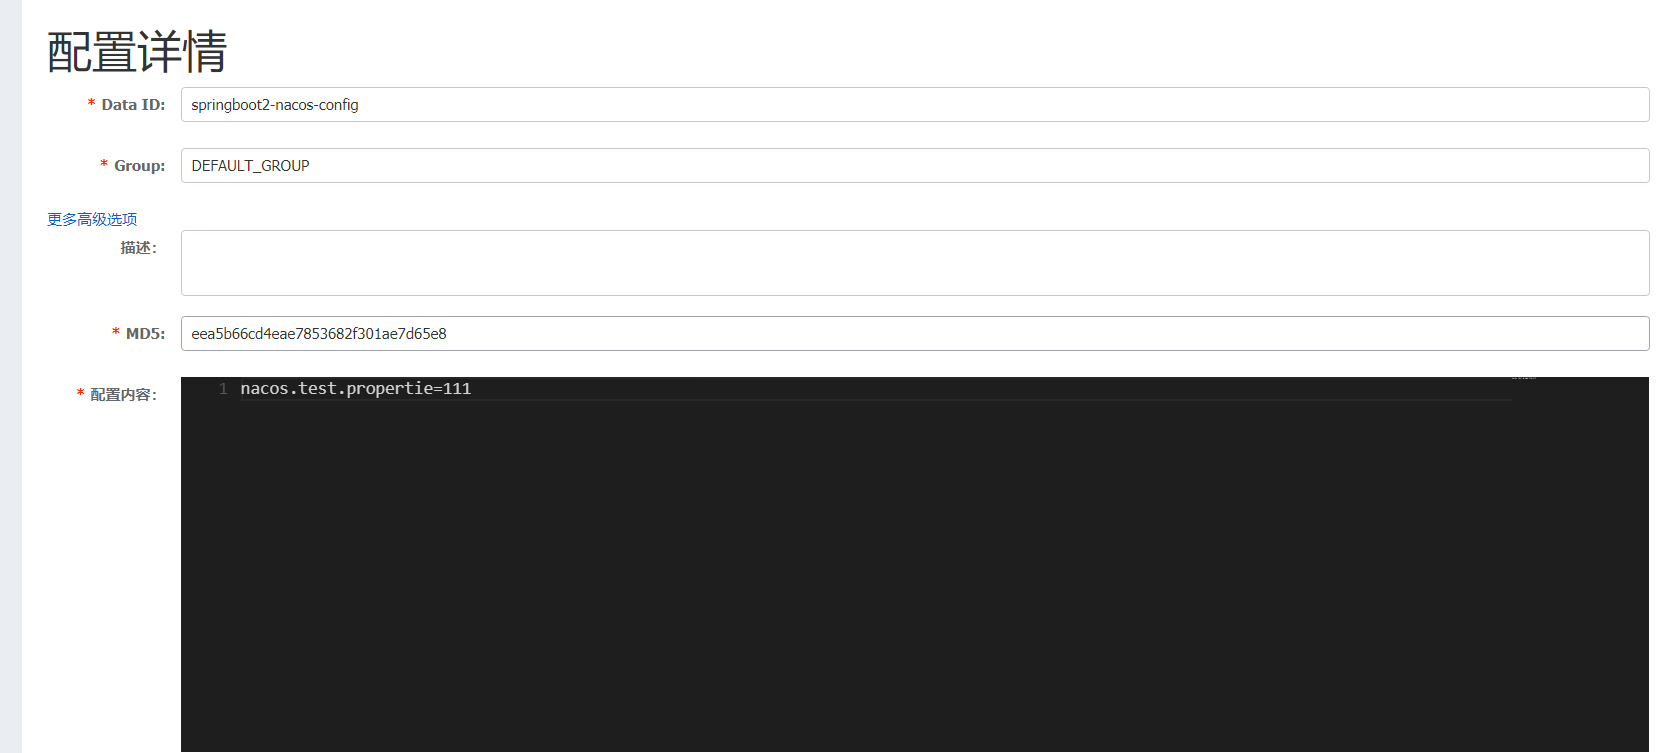 配置详情
* Data ID: springboot2-nacos-config
* Group: DEFAULT_GROUP
更多高级选项
描述:
* MD5: eea5b66cd4eae7853682f301ae7d65e8
* 配置内容: 1 nacos.test.propertie=111